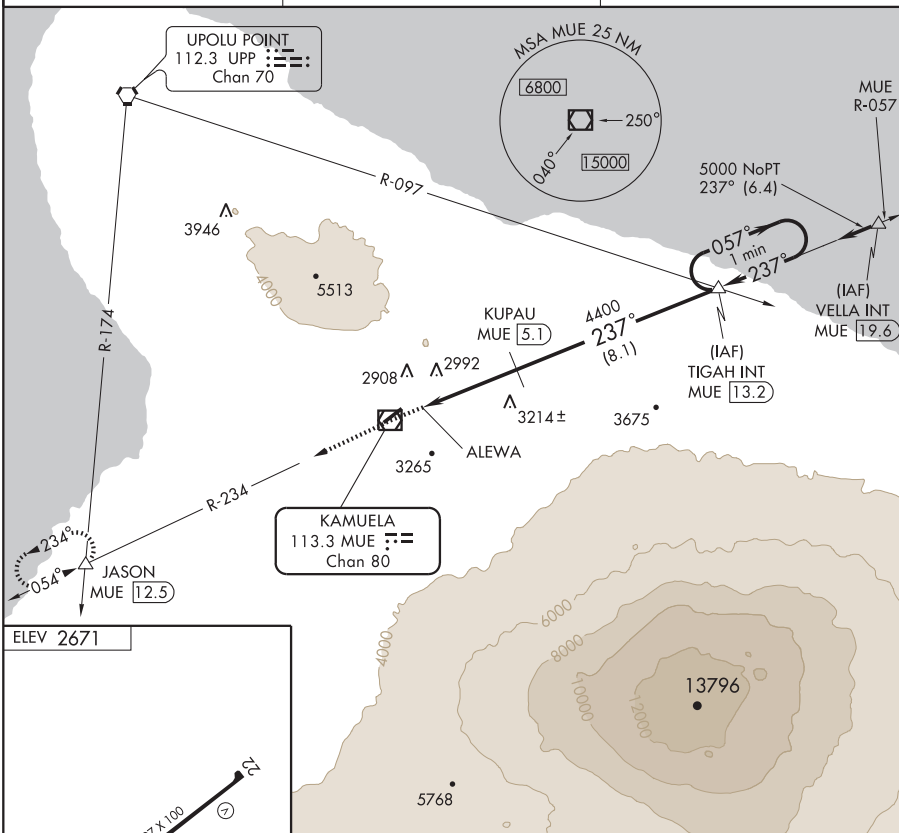 UPOLU POINT
112.3 UPP
Chan 70
MSA MUE 25 NM
6800
250°
040°
15000
MUE
R-057
5000 NoPT
237° (6.4)
R-097
057°
1 min
237°
3946
4000
5513
(IAF)
VELLA INT
MUE 19.6
R-174
KUPAU
MUE 5.1
4400
237°
(8.1)
(IAF)
TIGAH INT
MUE 13.2
2908
2992
3214±
3675
ALEWA
3265
R-234
KAMUELA
113.3 MUE
Chan 80
234°
054°
JASON
MUE 12.5
ELEV 2671
4000
6000
8000
10000
12000
13796
5768
22
7 X 100
V